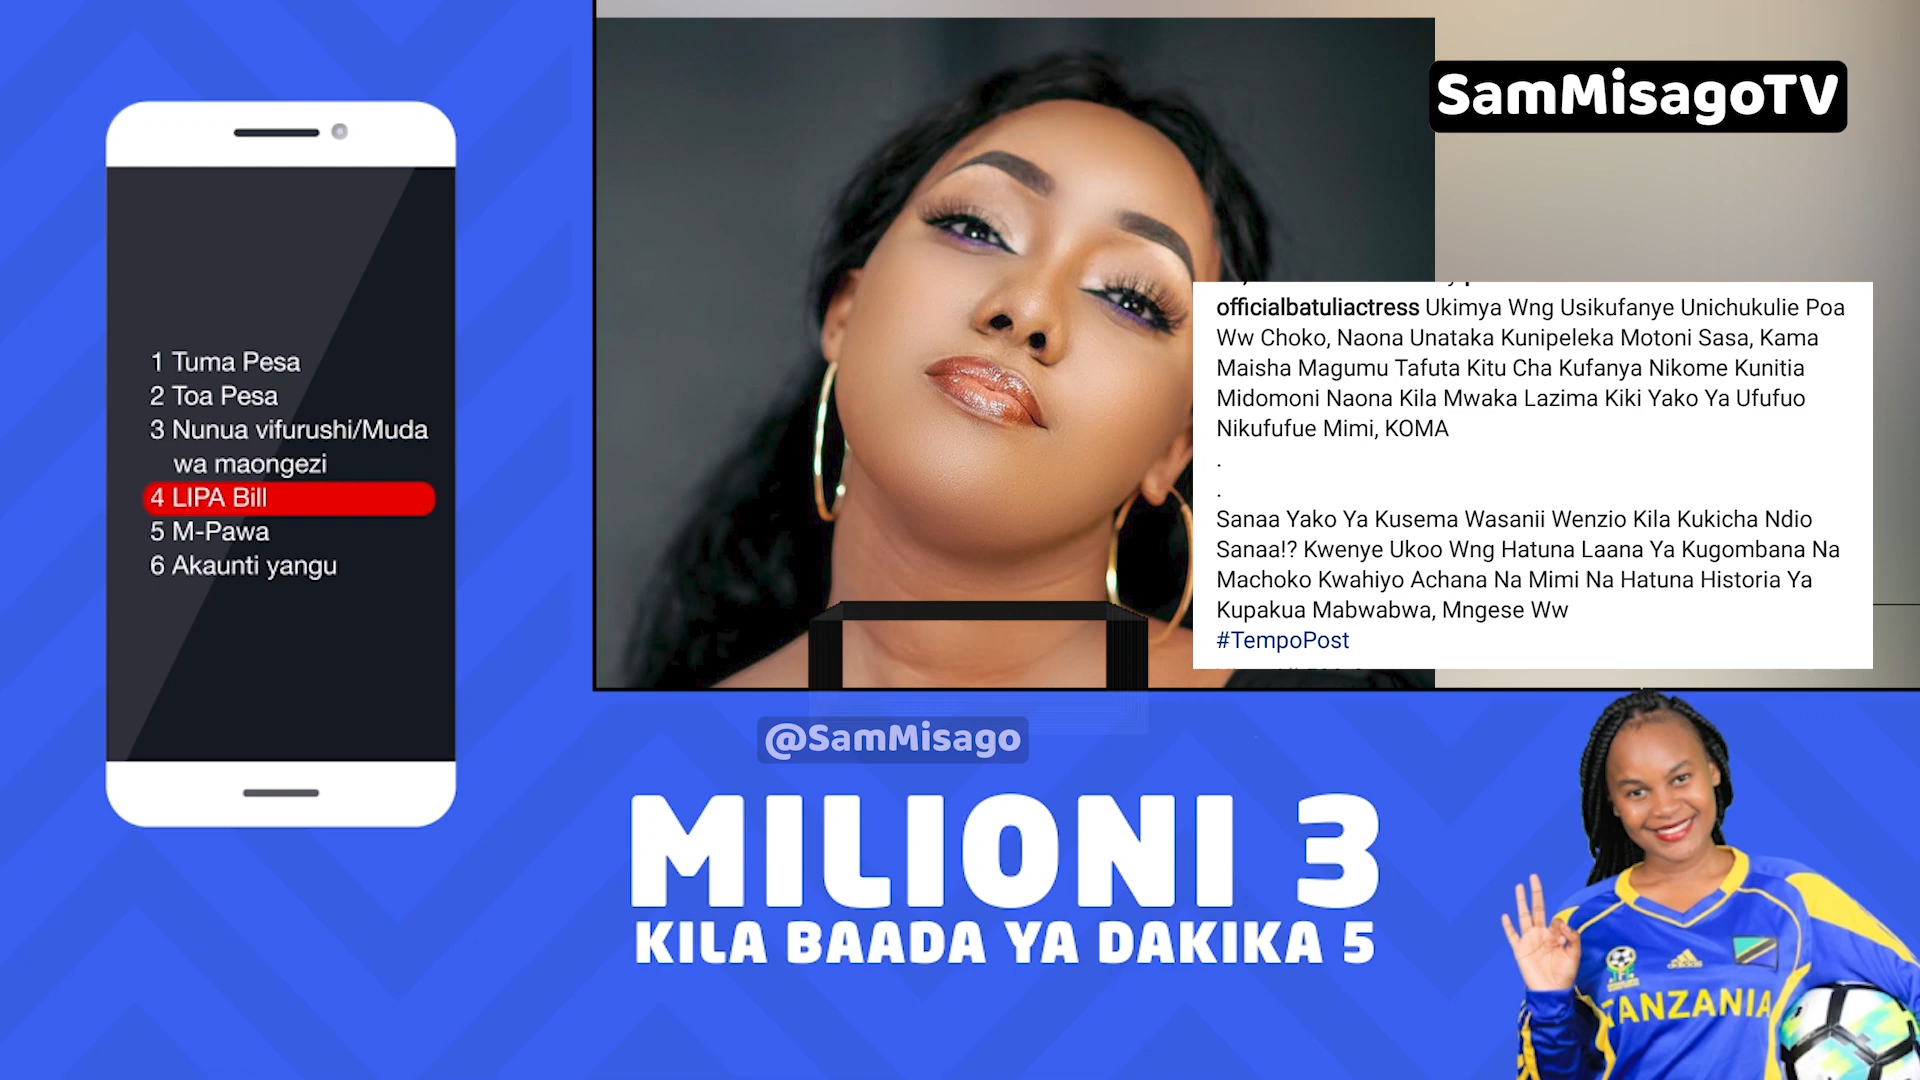 SamMisagoTV
1 Tuma Pesa
2 Toa Pesa
3 Nunua vifurushi/Muda
wa maongezi
4 LIPA Bill
5 M-Pawa
6 Akaunti yangu
officialbatuliactress Ukimya Wng Usikufanye Unichukulie Poa
Ww Choko, Naona Unataka Kunipeleka Motoni Sasa, Kama
Maisha Magumu Tafuta Kitu Cha Kufanya Nikome Kunitia
Midomoni Naona Kila Mwaka Lazima Kiki Yako Ya Ufufuo
Nikufufue Mimi, KOMA
.
.
Sanaa Yako Ya Kusema Wasanii Wenzio Kila Kukicha Ndio
Sanaa!? Kwenye Ukoo Wng Hatuna Laana Ya Kugombana Na
Machoko Kwahiyo Achana Na Mimi Na Hatuna Historia Ya
Kupakua Mabwabwa, Mngese Ww
#TempoPost
@SamMisago
MILIONI 3
KILA BAADA YA DAKIKA 5
adidas
TANZANIA